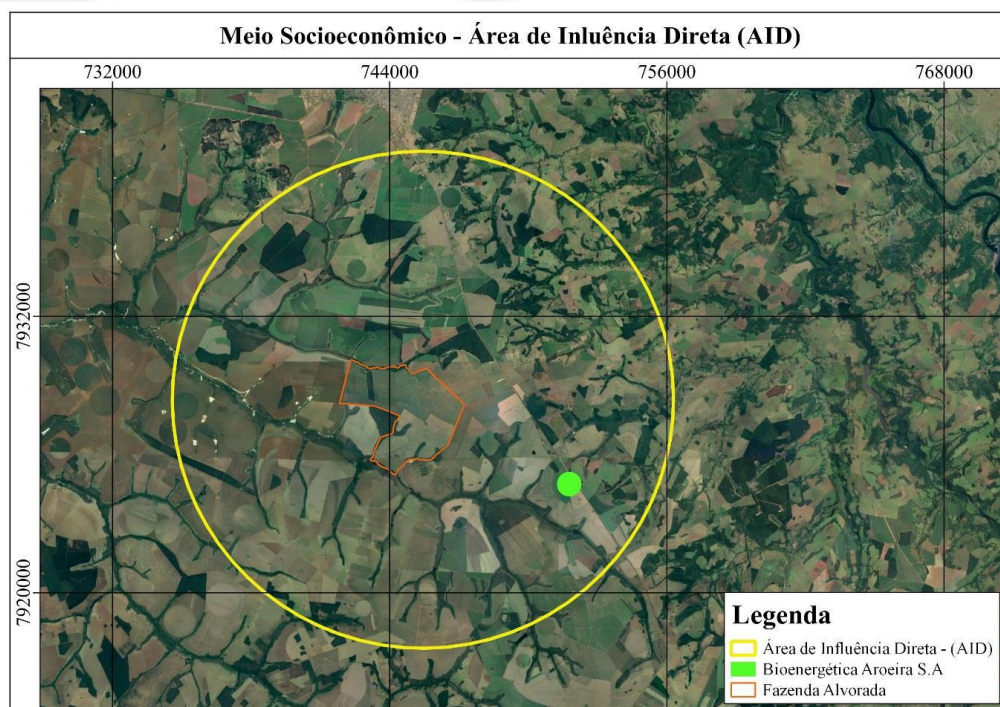 Meio Socioeconômico - Área de Inluência Direta (AID)
732000 744000 756000 768000
7932000
7920000
Legenda
Área de Influência Direta - (AID)
Bioenergética Aroeira S.A
Fazenda Alvorada